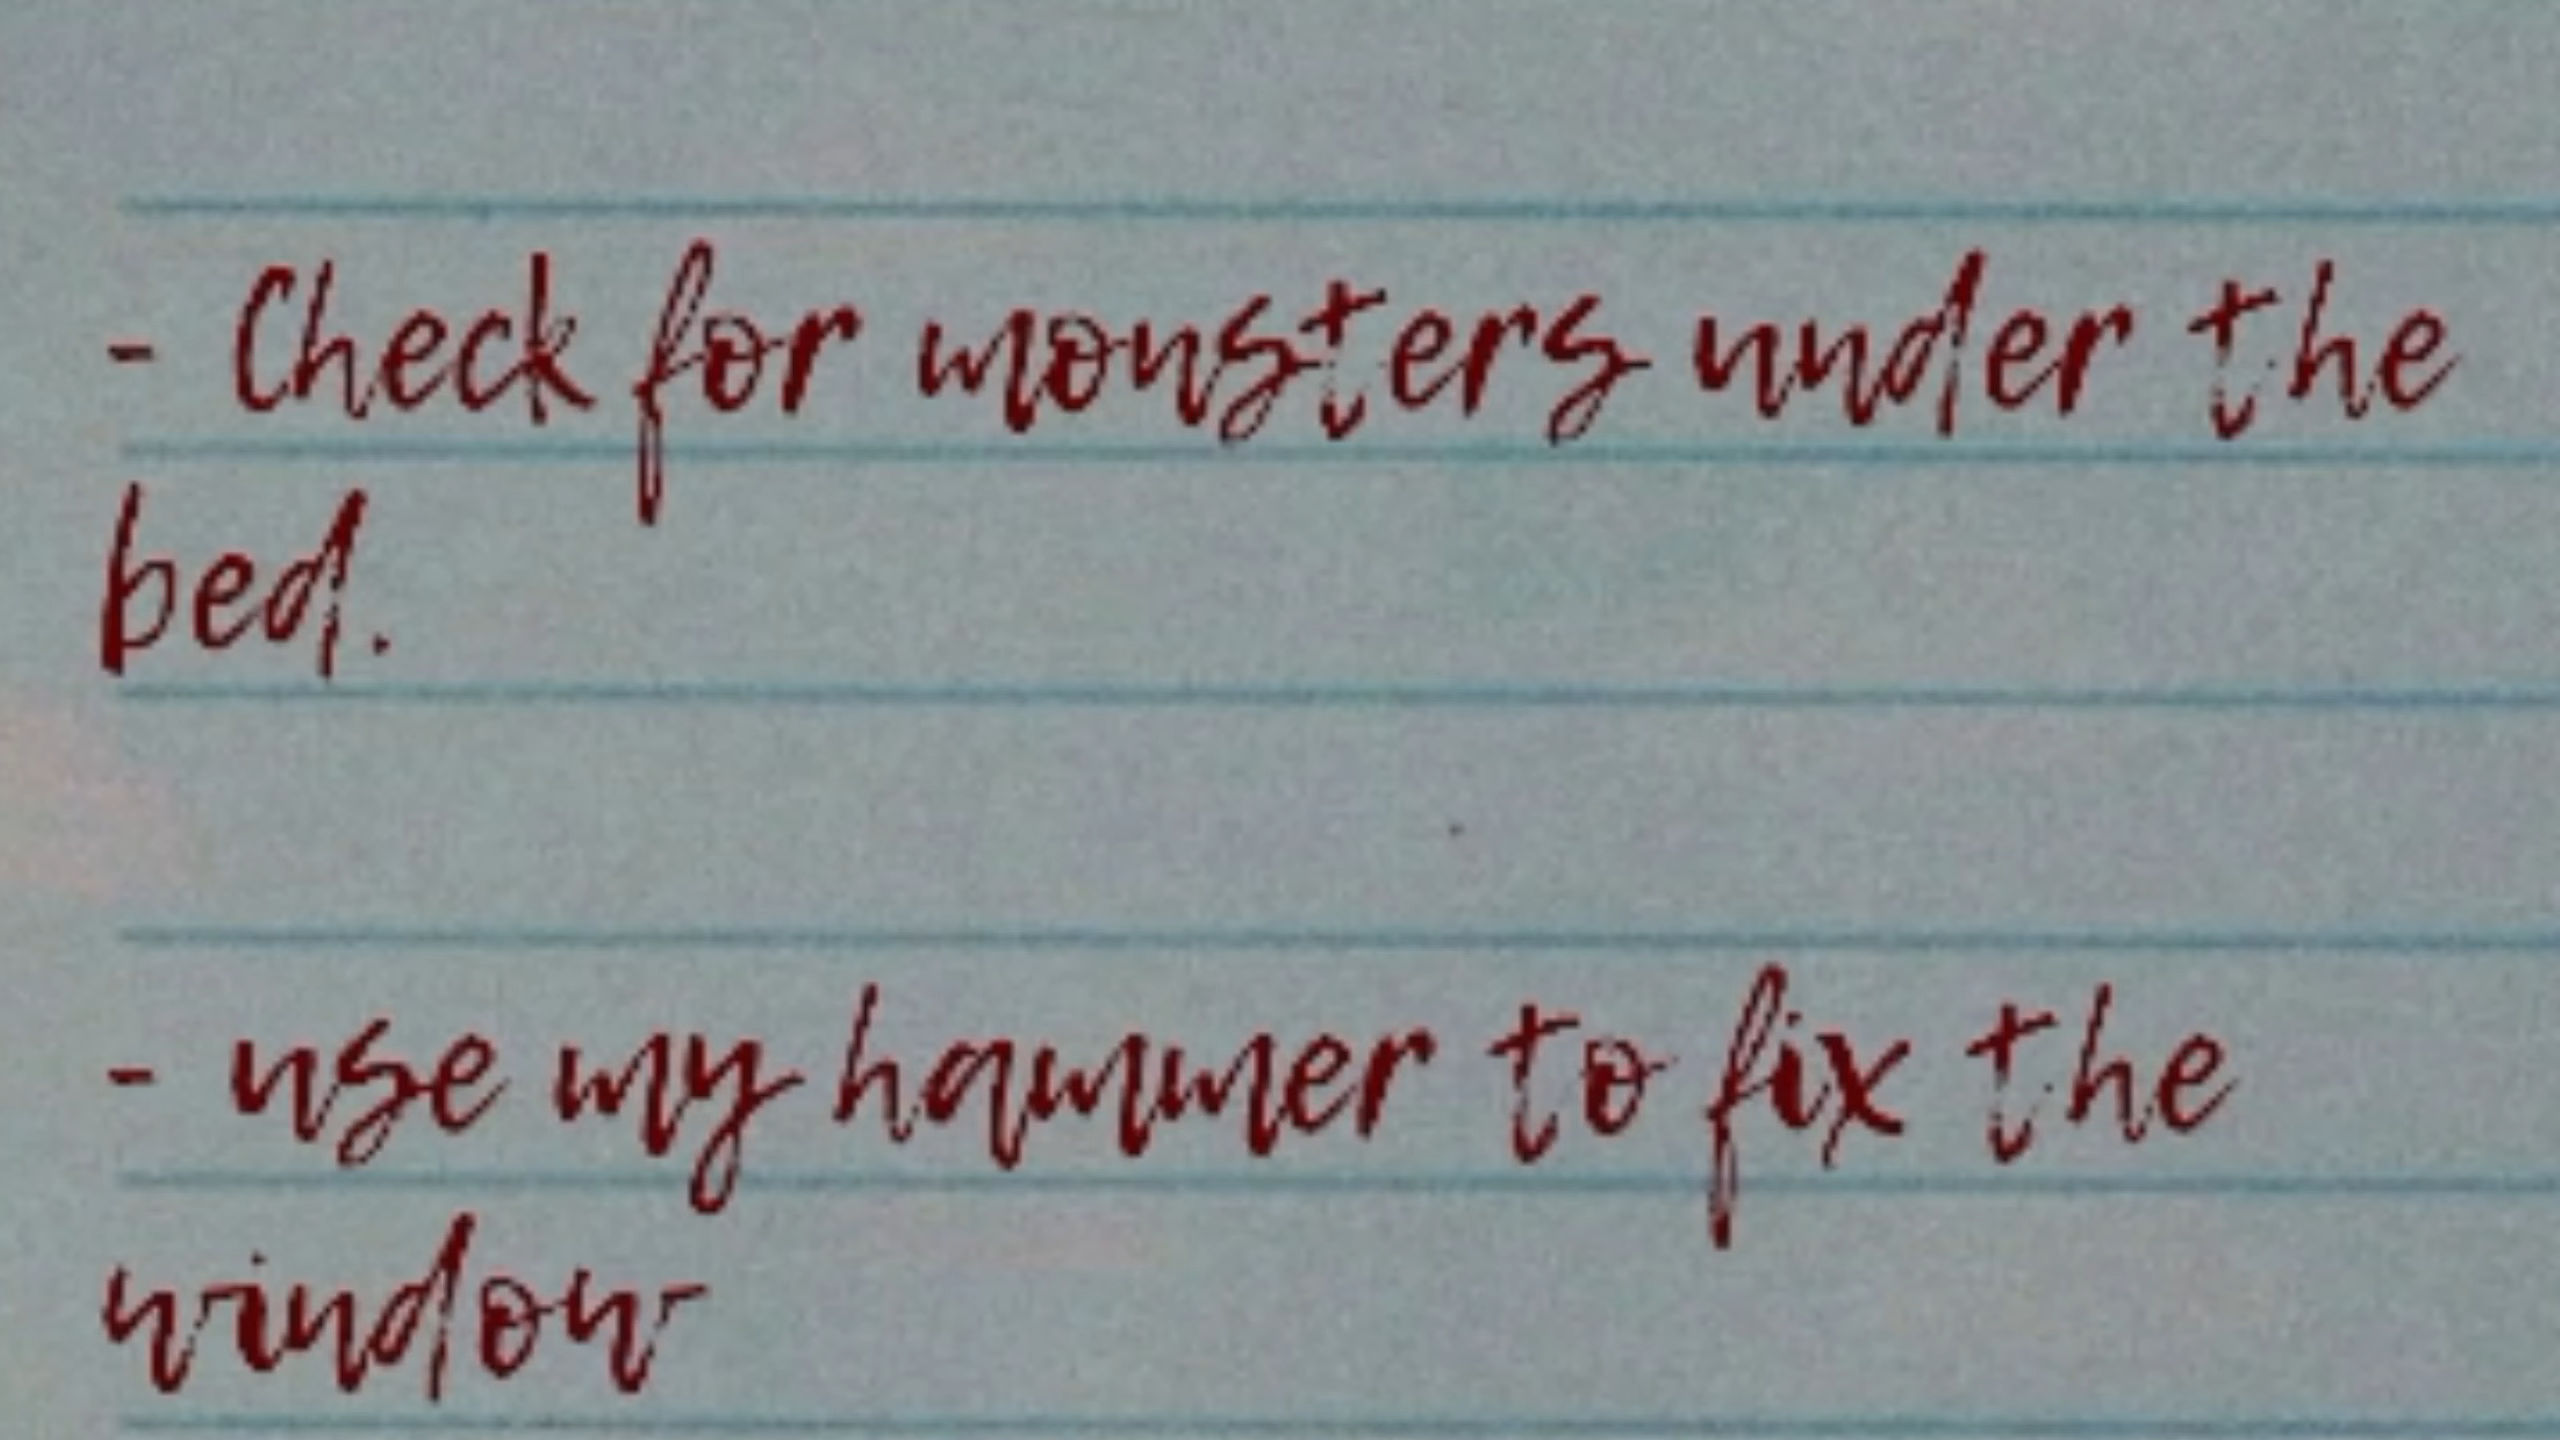 - Check for monsters under the
bed.
- use my hammer to fix the
window